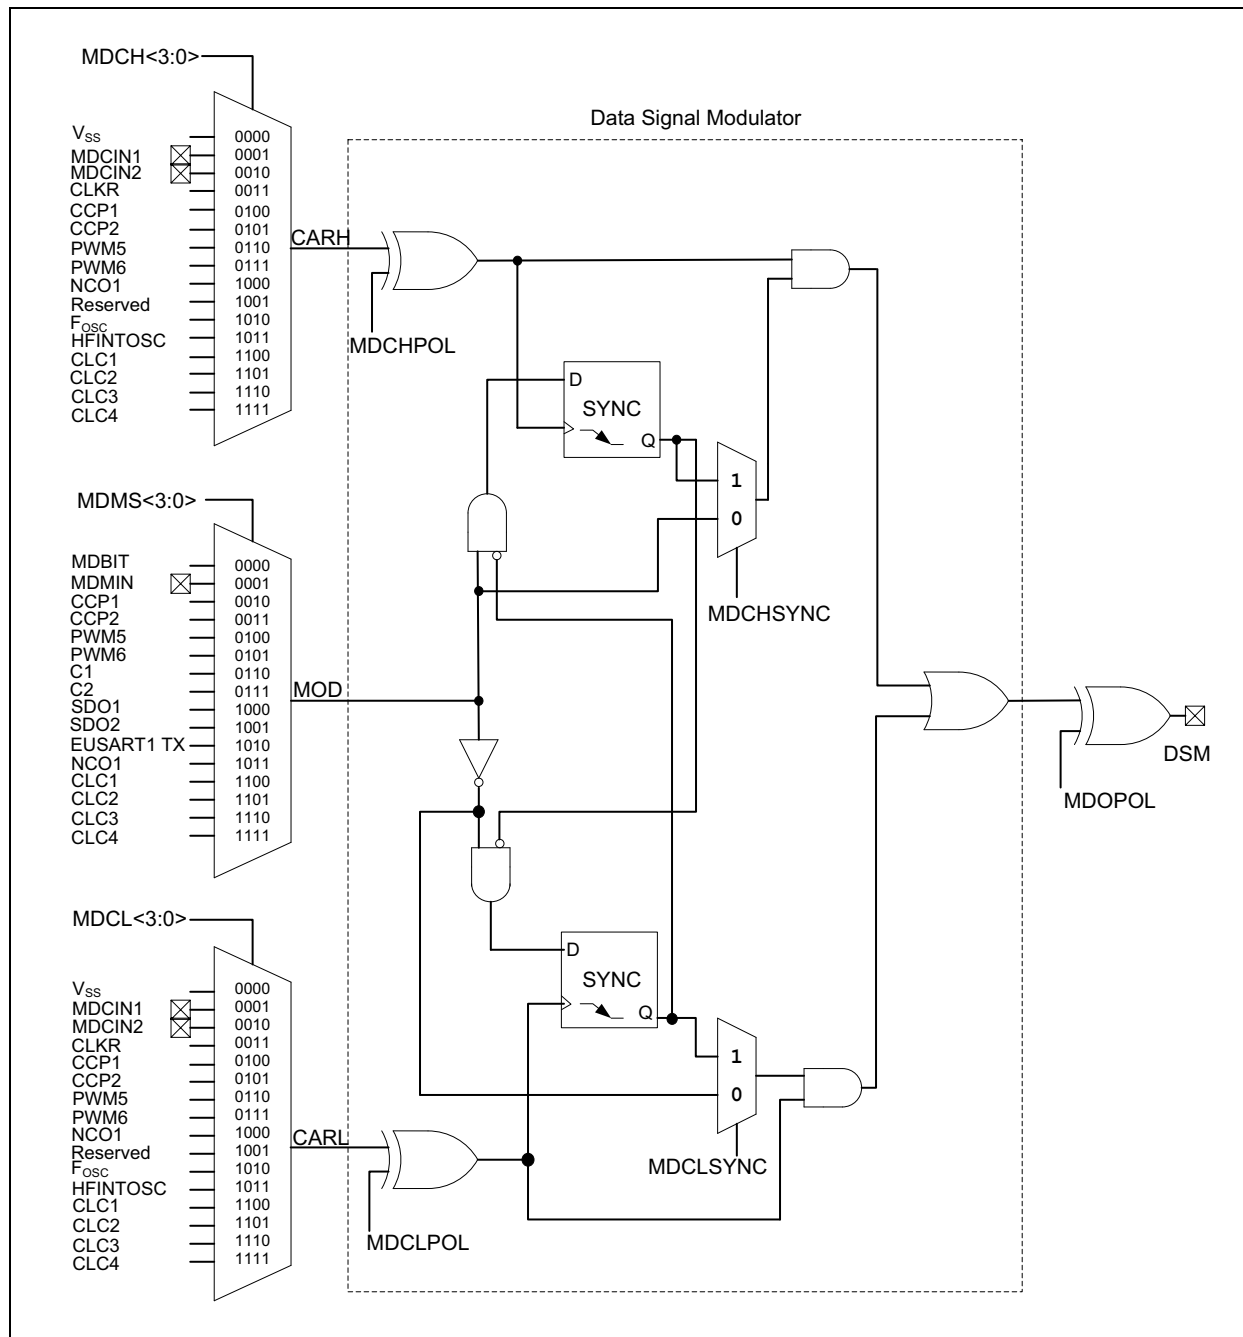 MDCH<3:0>
Data Signal Modulator
VSS 0000
MDCIN1 0001
MDCIN2 0010
CLKR 0011
CCP1 0100
CCP2 0101
PWM5 0110
PWM6 0111
NCO1 1000
Reserved 1001
FOSC 1010
HFINTOSC 1011
CLC1 1100
CLC2 1101
CLC3 1110
CLC4 1111
CARH
MDCHPOL
D
SYNC
Q
1
0
MDCHSYNC
MDMS<3:0>
MDBIT 0000
MDMIN 0001
CCP1 0010
CCP2 0011
PWM5 0100
PWM6 0101
C1 0110
C2 0111
SDO1 1000
SDO2 1001
EUSART1 TX 1010
NCO1 1011
CLC1 1100
CLC2 1101
CLC3 1110
CLC4 1111
MOD
DSM
MDOPOL
MDCL<3:0>
VSS 0000
MDCIN1 0001
MDCIN2 0010
CLKR 0011
CCP1 0100
CCP2 0101
PWM5 0110
PWM6 0111
NCO1 1000
Reserved 1001
FOSC 1010
HFINTOSC 1011
CLC1 1100
CLC2 1101
CLC3 1110
CLC4 1111
CARL
MDCLPOL
D
SYNC
Q
1
0
MDCLSYNC